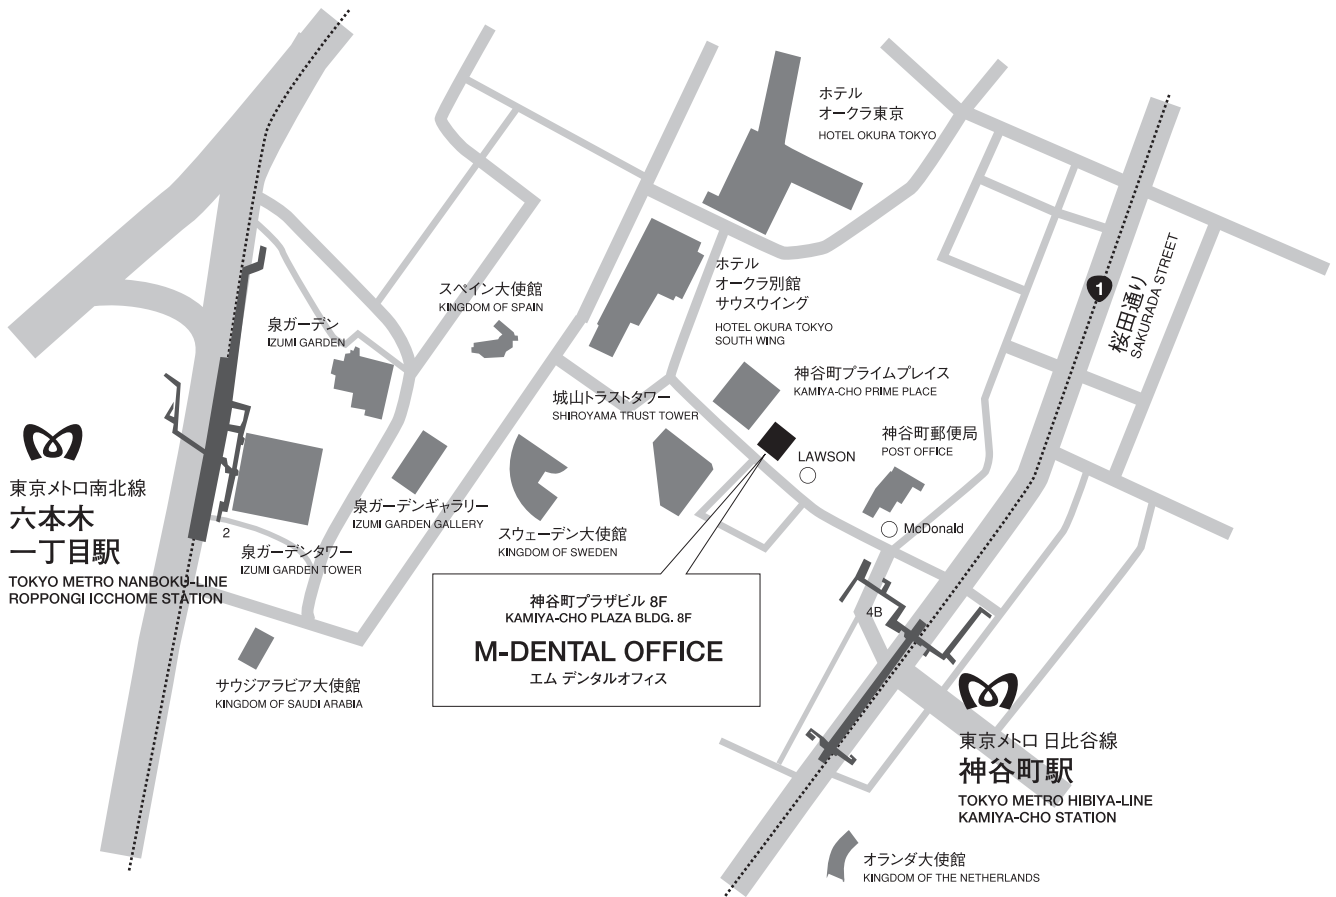 ホテル
オークラ東京
HOTEL OKURA TOKYO
1
桜田通り
SAKURADA STREET
ホテル
オークラ別館
サウスウイング
HOTEL OKURA TOKYO
SOUTH WING
スペイン大使館
KINGDOM OF SPAIN
泉ガーデン
IZUMI GARDEN
神谷町プライムプレイス
KAMIYA-CHO PRIME PLACE
城山トラストタワー
SHIROYAMA TRUST TOWER
神谷町郵便局
POST OFFICE
LAWSON
McDonald
東京メトロ南北線
六本木
一丁目駅
TOKYO METRO NANBOKU-LINE
ROPPONGI ICCHOME STATION
2
泉ガーデンタワー
IZUMI GARDEN TOWER
泉ガーデンギャラリー
IZUMI GARDEN GALLERY
スウェーデン大使館
KINGDOM OF SWEDEN
神谷町プラザビル 8F
KAMIYA-CHO PLAZA BLDG. 8F
M-DENTAL OFFICE
エム デンタルオフィス
4B
サウジアラビア大使館
KINGDOM OF SAUDI ARABIA
東京メトロ 日比谷線
神谷町駅
TOKYO METRO HIBIYA-LINE
KAMIYA-CHO STATION
オランダ大使館
KINGDOM OF THE NETHERLANDS